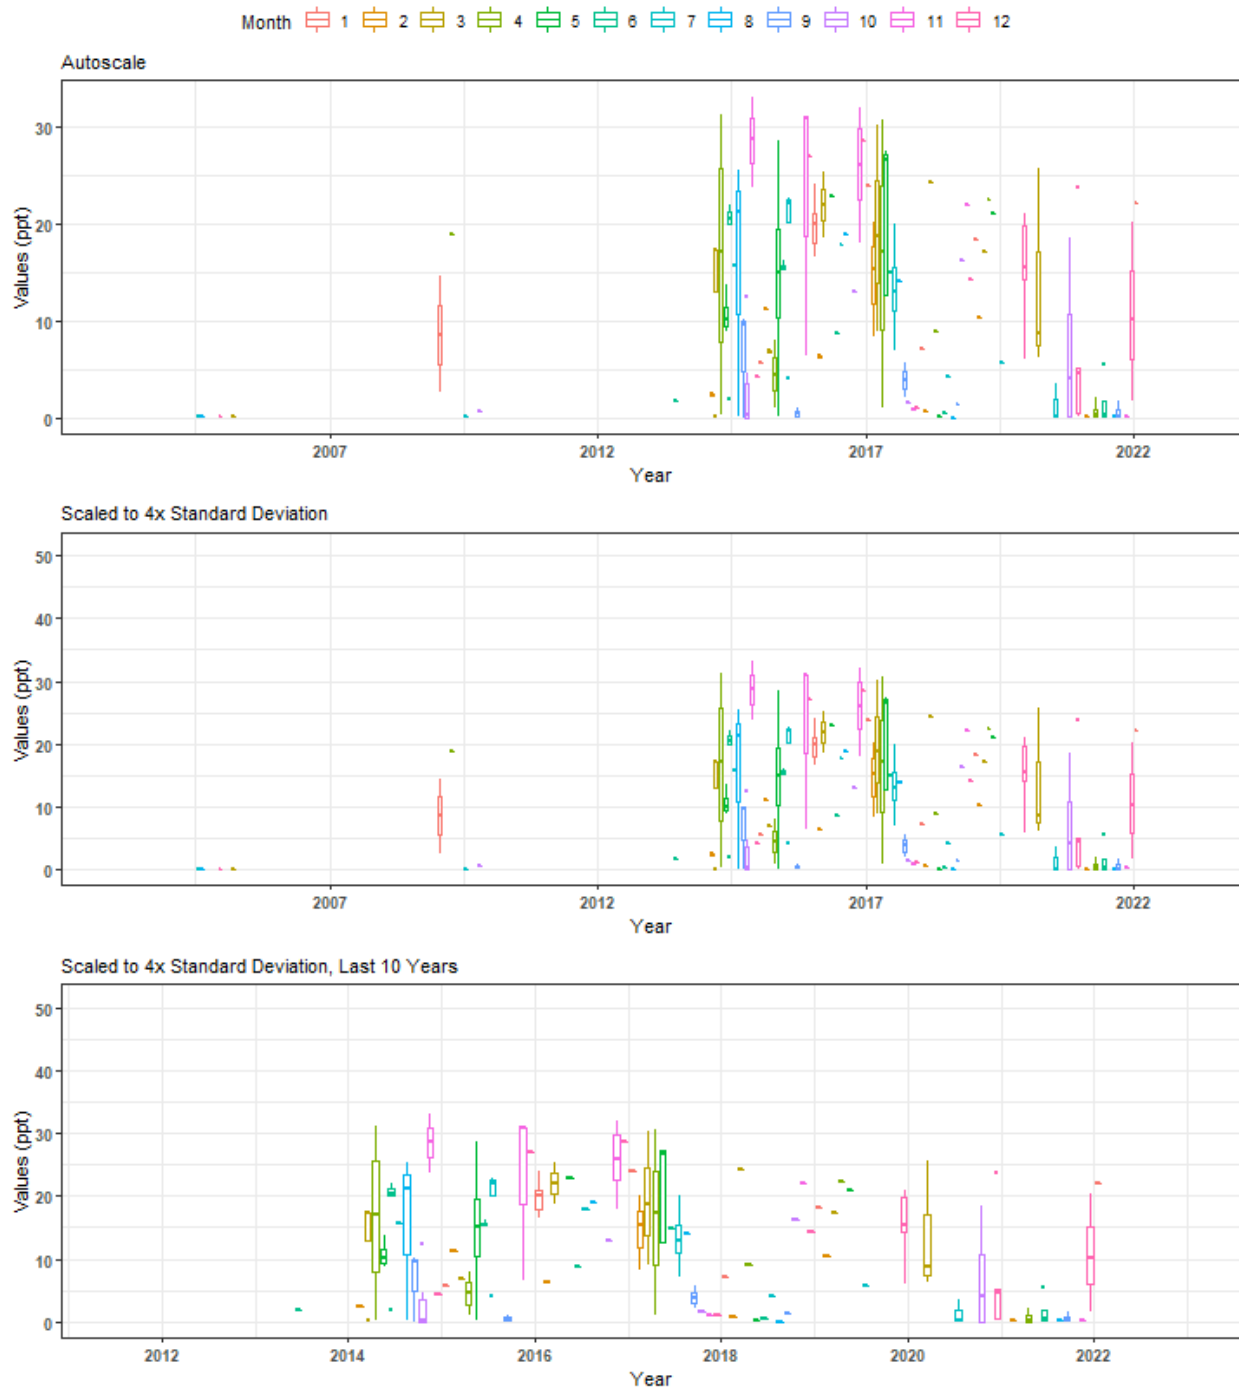 Month 1 2 3 4 5 6 7 8 9 10 11 12
Autoscale
30
20
10
0
Values (ppt)
2007 2012 2017 2022
Year
Scaled to 4x Standard Deviation
50
40
30
20
10
0
Values (ppt)
2007 2012 2017 2022
Year
Scaled to 4x Standard Deviation, Last 10 Years
50
40
30
20
10
0
Values (ppt)
2012 2014 2016 2018 2020 2022
Year